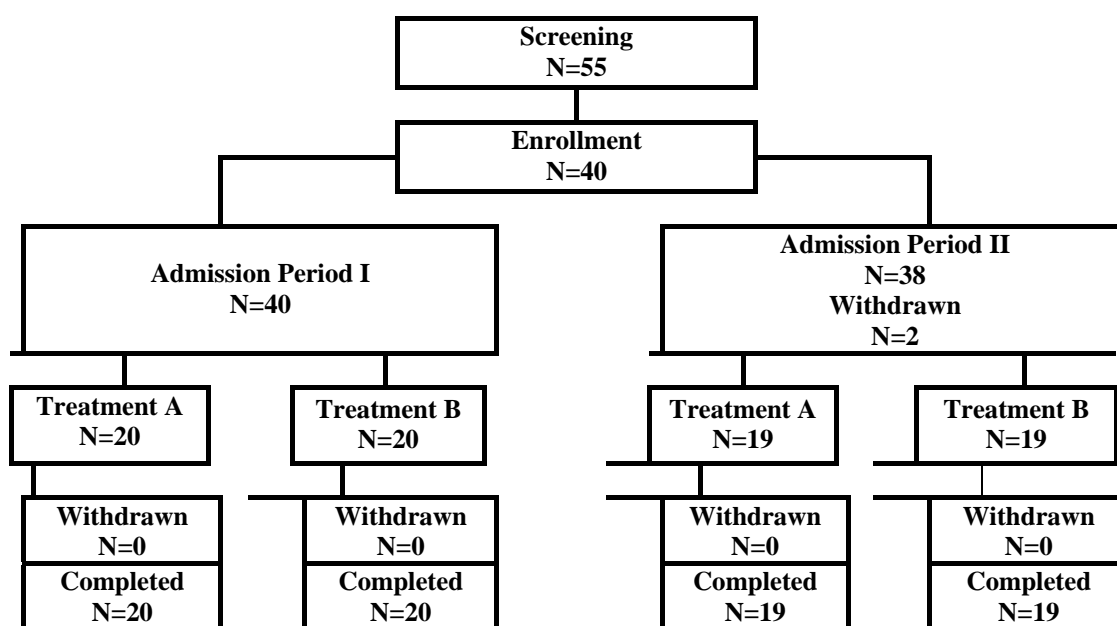 Screening
N=55
Enrollment
N=40
Admission Period I
N=40
Admission Period II
N=38
Withdrawn
N=2
Treatment A
N=20
Treatment B
N=20
Treatment A
N=19
Treatment B
N=19
Withdrawn
N=0
Completed
N=20
Withdrawn
N=0
Completed
N=20
Withdrawn
N=0
Completed
N=19
Withdrawn
N=0
Completed
N=19